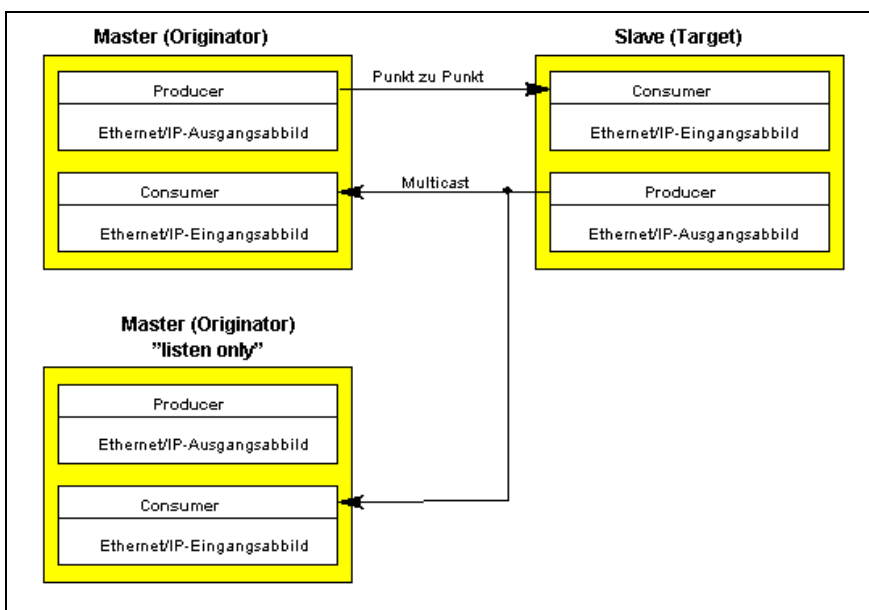 Master (Originator)
Producer
Ethernet/IP-Ausgangsabbild
Consumer
Ethernet/IP-Eingangsabbild
Punkt zu Punkt
Multicast
Slave (Target)
Consumer
Ethernet/IP-Eingangsabbild
Producer
Ethernet/IP-Ausgangsabbild
Master (Originator)
”listen only”
Producer
Ethernet/IP-Ausgangsabbild
Consumer
Ethernet/IP-Eingangsabbild